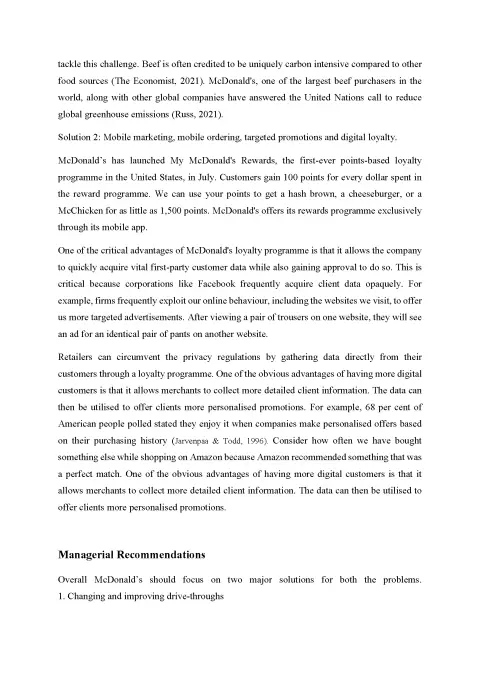 tackle this challenge. Beef is often credited to be uniquely carbon intensive compared to other
food sources (The Economist, 2021). McDonald's, one of the largest beef purchasers in the
world, along with other global companies have answered the United Nations call to reduce
global greenhouse emissions (Russ, 2021).
Solution 2: Mobile marketing, mobile ordering, targeted promotions and digital loyalty.
McDonald’s has launched My McDonald's Rewards, the first-ever points-based loyalty
programme in the United States, in July. Customers gain 100 points for every dollar spent in
the reward programme. We can use your points to get a hash brown, a cheeseburger, or a
McChicken for as little as 1,500 points. McDonald's offers its rewards programme exclusively
through its mobile app.
One of the critical advantages of McDonald's loyalty programme is that it allows the company
to quickly acquire vital first-party customer data while also gaining approval to do so. This is
critical because corporations like Facebook frequently acquire client data opaquely. For
example, firms frequently exploit our online behaviour, including the websites we visit, to offer
us more targeted advertisements. After viewing a pair of trousers on one website, they will see
an ad for an identical pair of pants on another website.
Retailers can circumvent the privacy regulations by gathering data directly from their
customers through a loyalty programme. One of the obvious advantages of having more digital
customers is that it allows merchants to collect more detailed client information. The data can
then be utilised to offer clients more personalised promotions. For example, 68 per cent of
American people polled stated they enjoy it when companies make personalised offers based
on their purchasing history (Jarvenpaa & Todd, 1996). Consider how often we have bought
something else while shopping on Amazon because Amazon recommended something that was
a perfect match. One of the obvious advantages of having more digital customers is that it
allows merchants to collect more detailed client information. The data can then be utilised to
offer clients more personalised promotions.
Managerial Recommendations
Overall McDonald’s should focus on two major solutions for both the problems.
1. Changing and improving drive-throughs